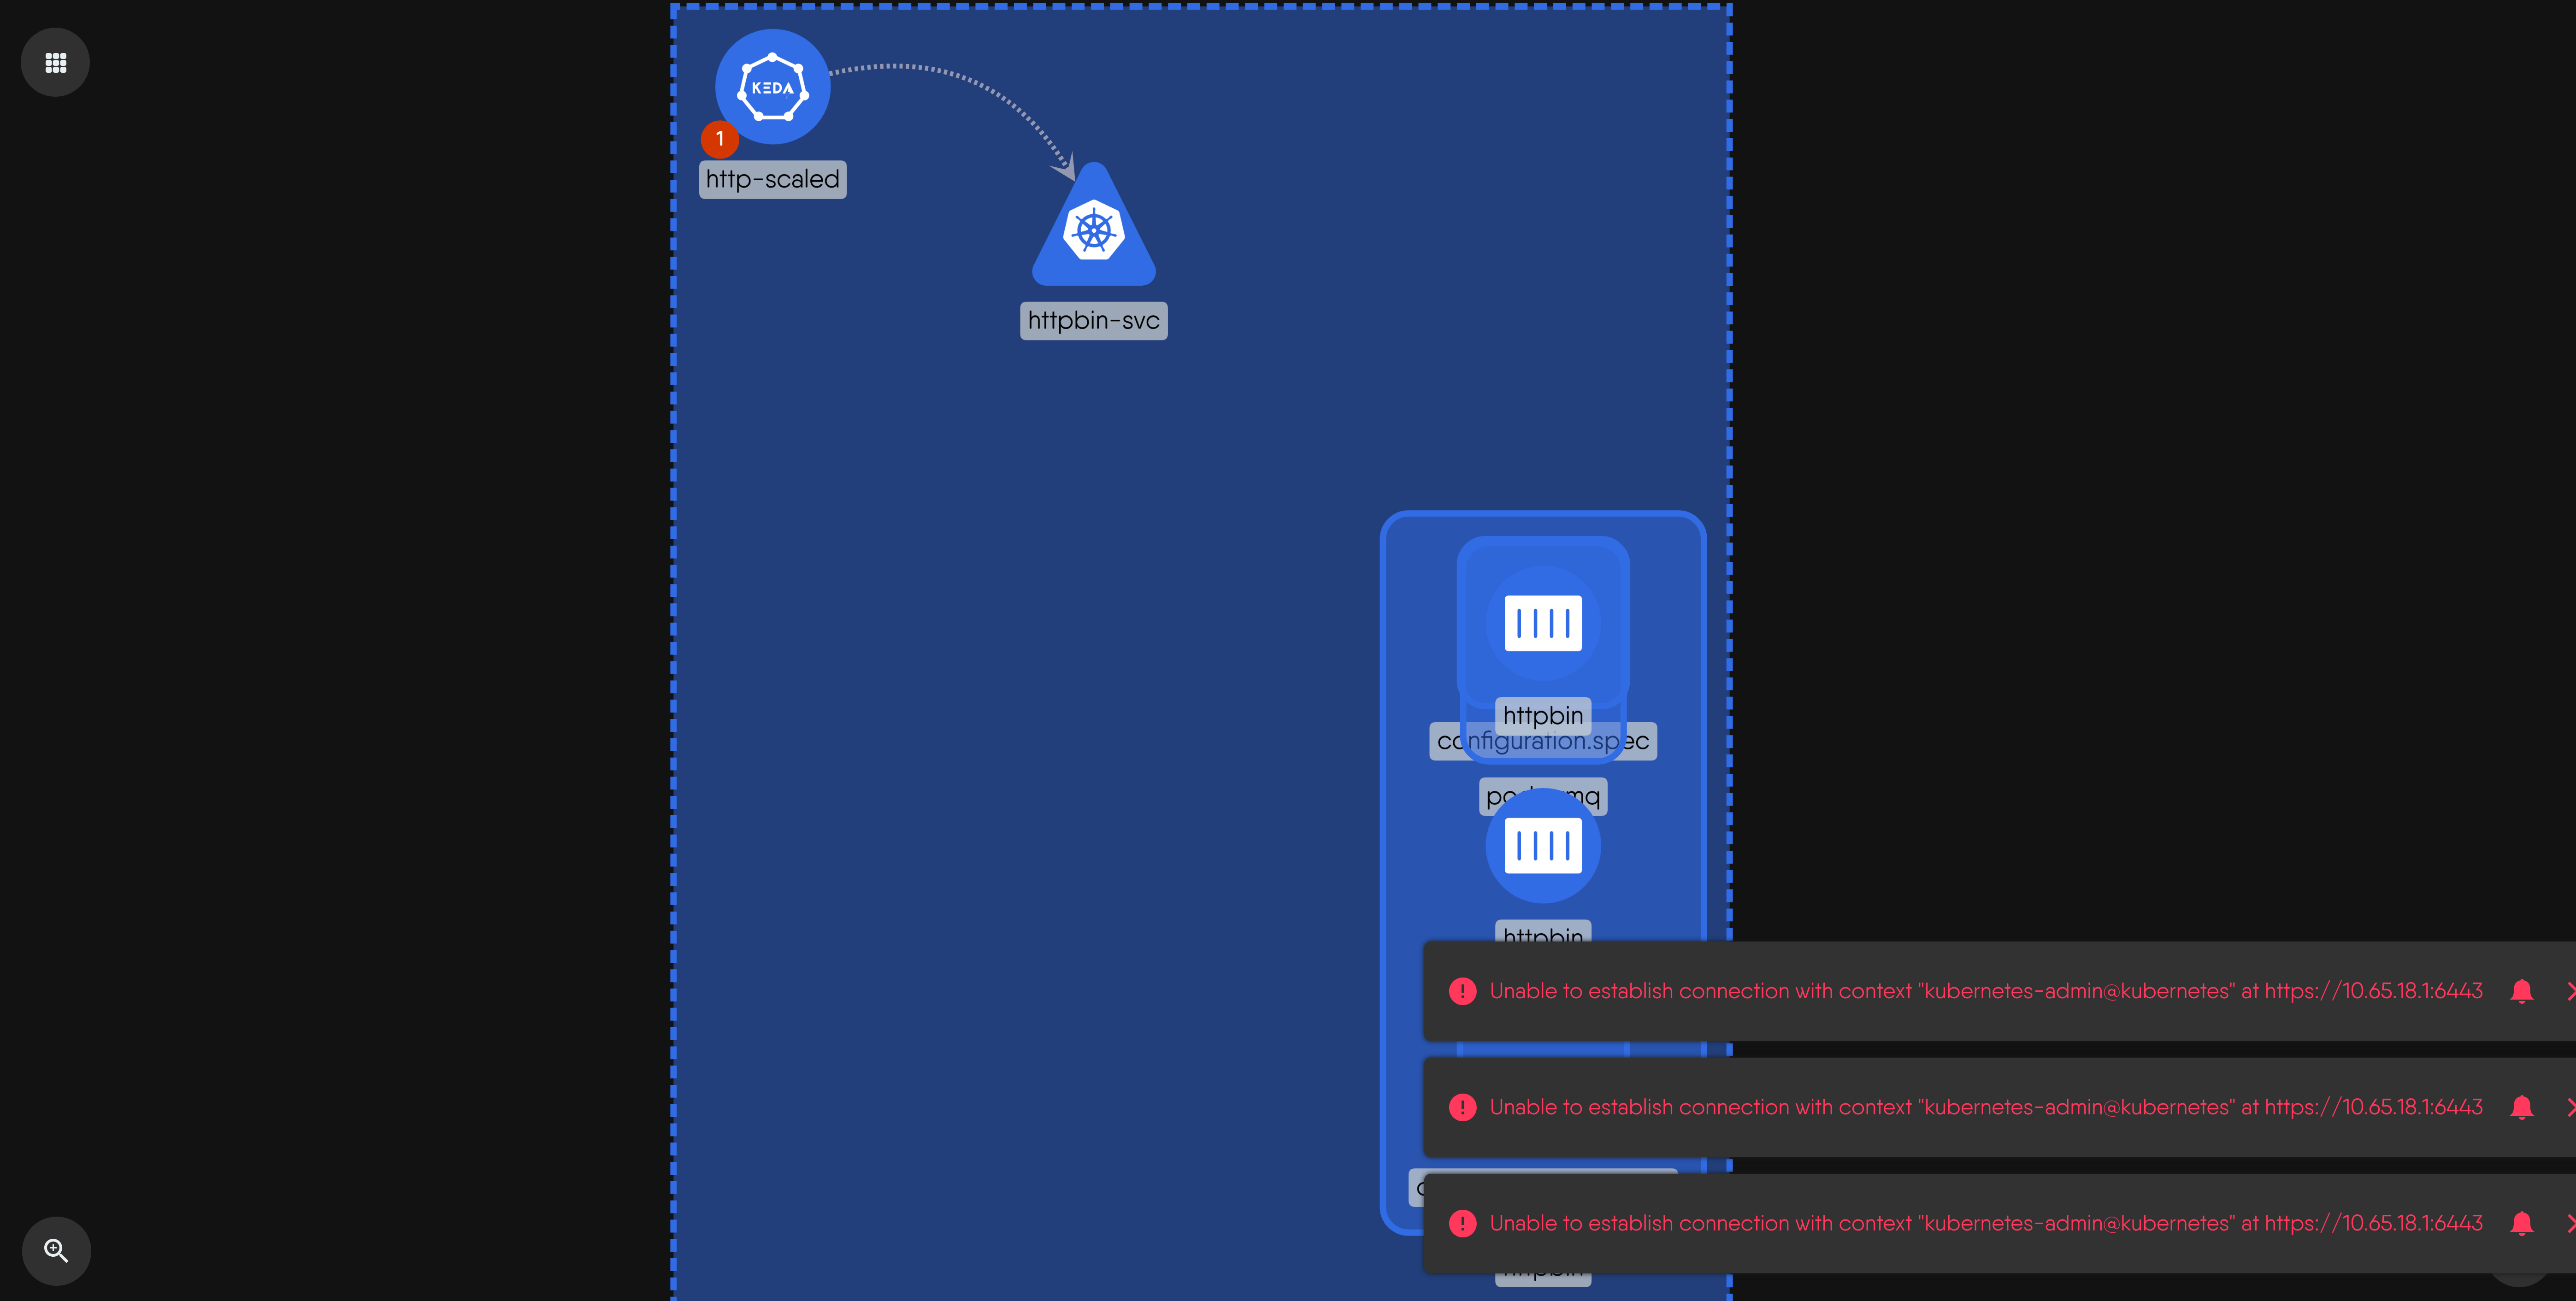 KEDA
1
http-scaled
httpbin-svc
httpbin
configuration.spec
httpbin
Unable to establish connection with context "kubernetes-admin@kubernetes" at https://10.65.18.1:6443
Unable to establish connection with context "kubernetes-admin@kubernetes" at https://10.65.18.1:6443
Unable to establish connection with context "kubernetes-admin@kubernetes" at https://10.65.18.1:6443
httpbin